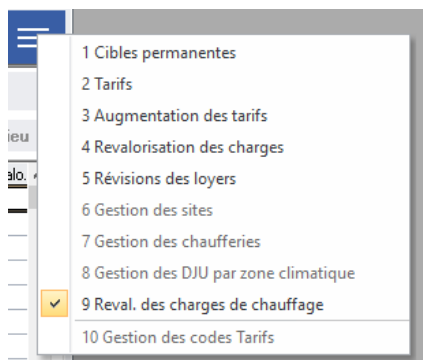 1 Cibles permanentes
2 Tarifs
3 Augmentation des tarifs
ieu
4 Revalorisation des charges
alo.
5 Révisions des loyers
6 Gestion des sites
7 Gestion des chaufferies
8 Gestion des DJU par zone climatique
9 Reval. des charges de chauffage
10 Gestion des codes Tarifs